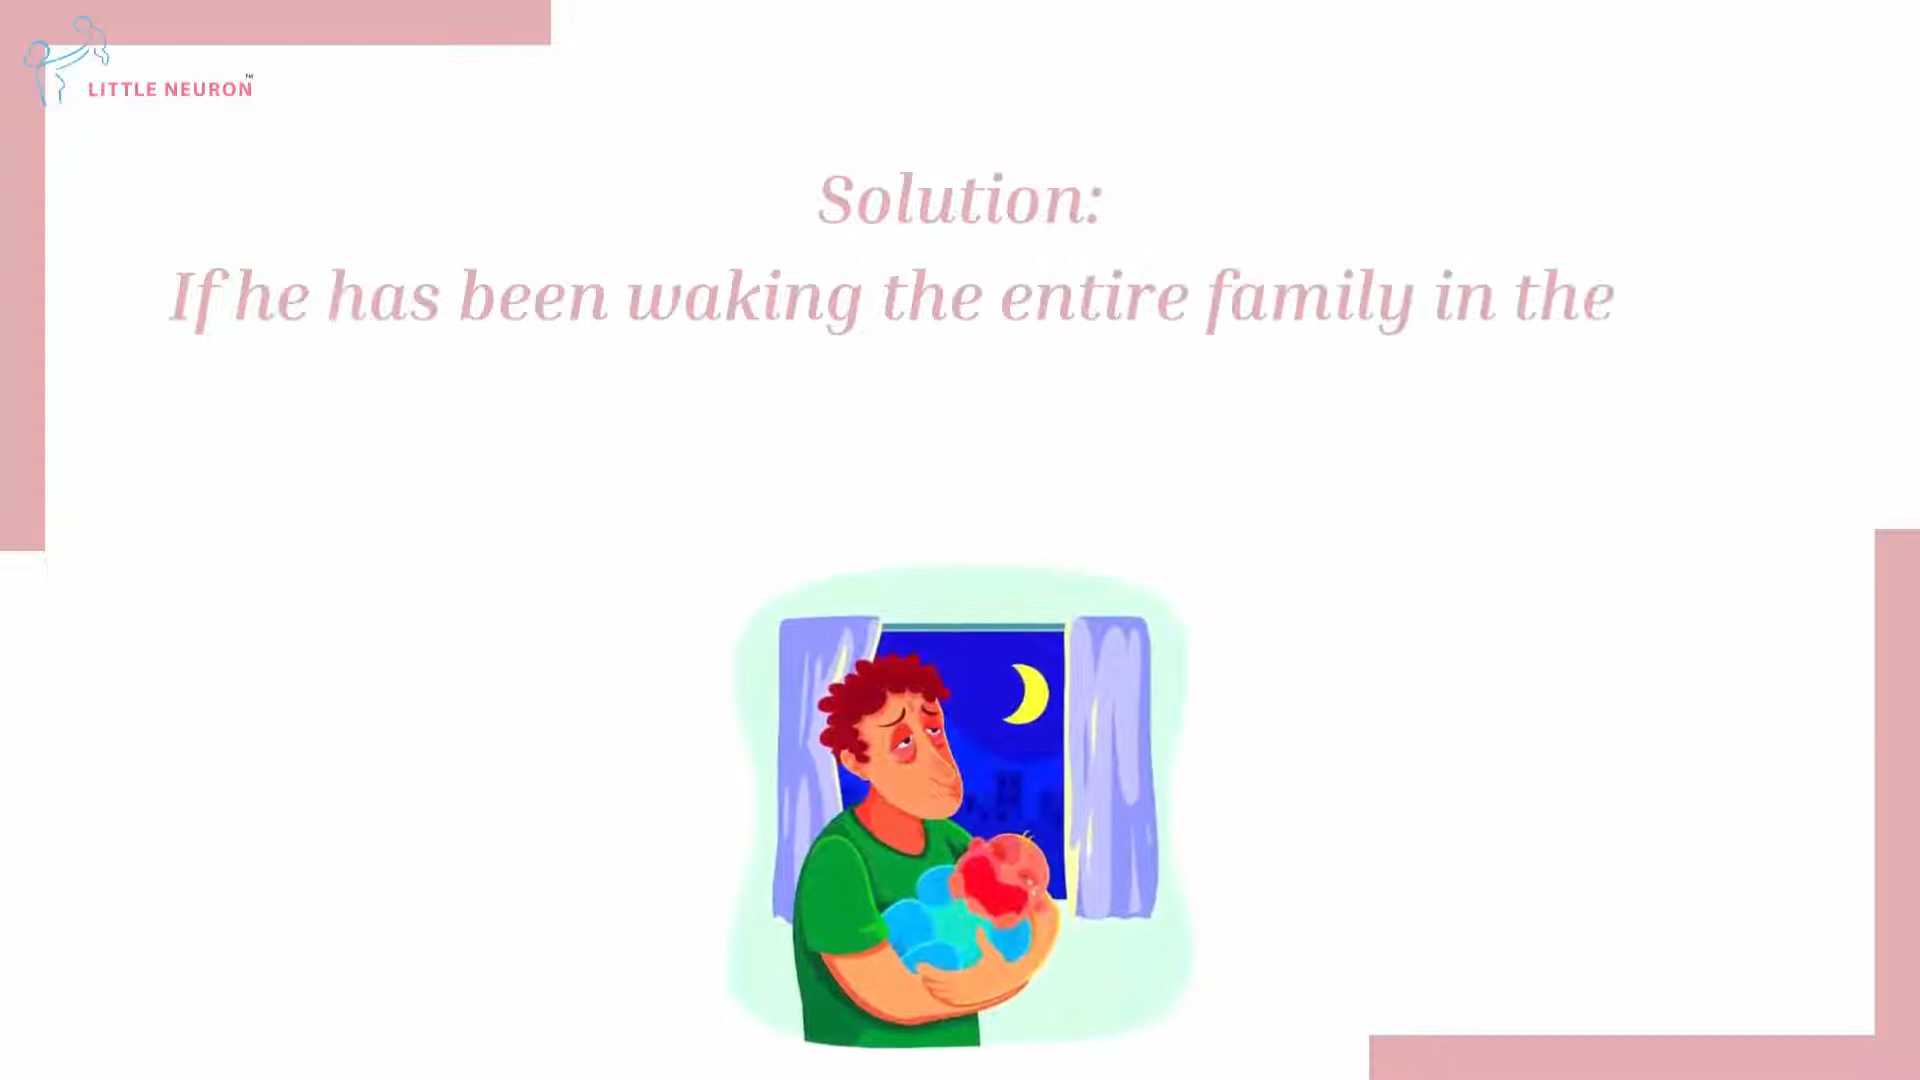 LITTLE NEURON™
Solution:
If he has been waking the entire family in the